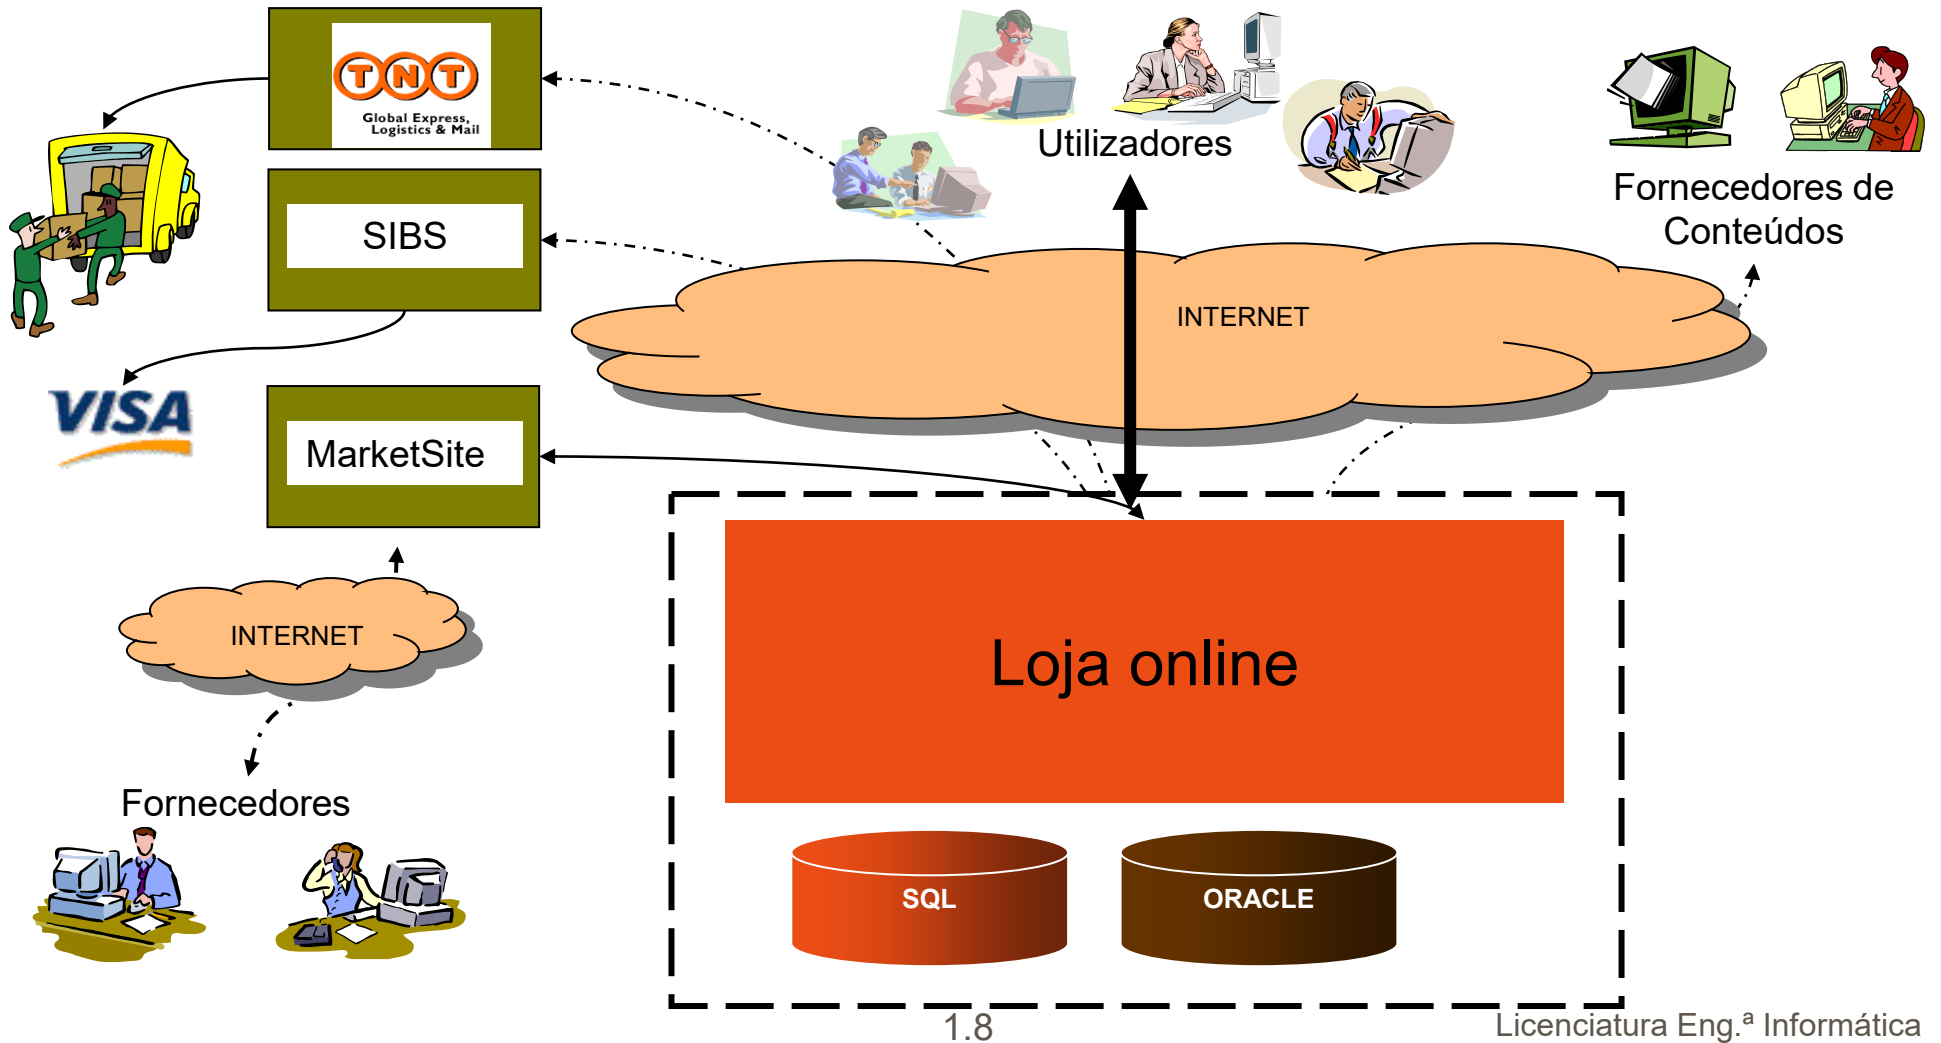 TNT
Global Express,
Logistics & Mail
Utilizadores
Fornecedores de
Conteúdos
SIBS
INTERNET
VISA
MarketSite
INTERNET
Loja online
Fornecedores
SQL
ORACLE
1.8
Licenciatura Eng.ª Informática